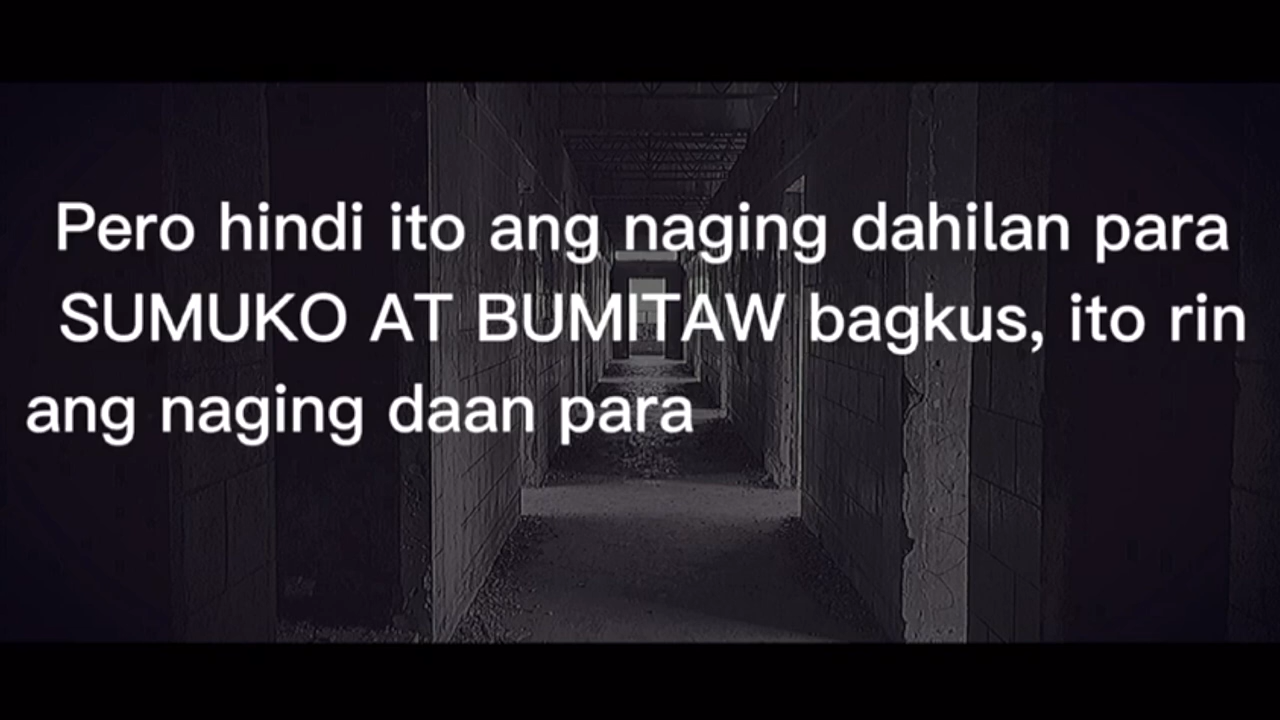 Pero hindi ito ang naging dahilan para
SUMUKO AT BUMITAW bagkus, ito rin
ang naging daan para